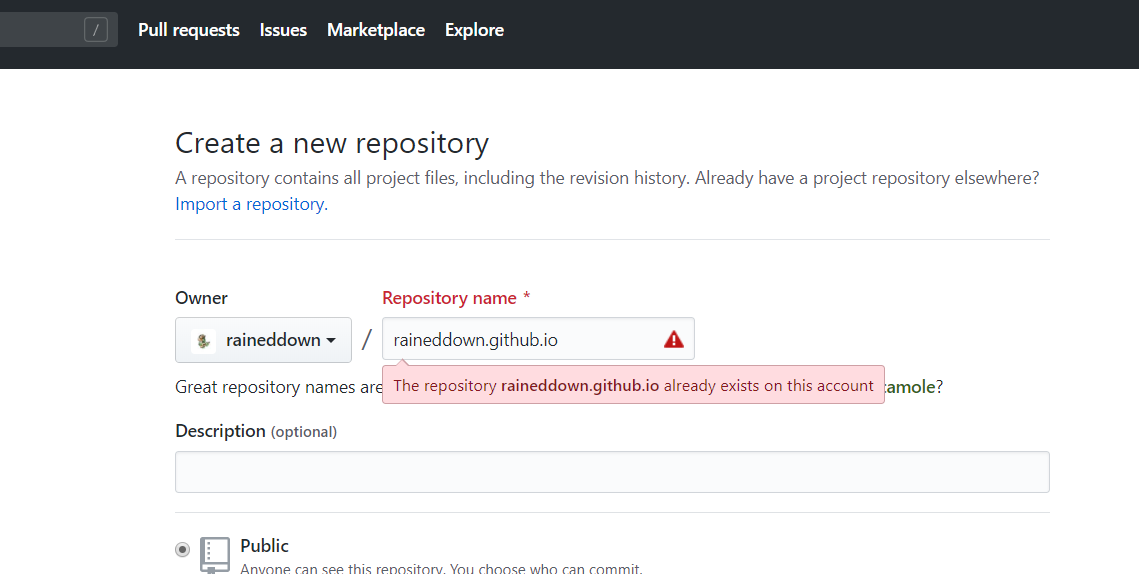 / Pull requests Issues Marketplace Explore
Create a new repository
A repository contains all project files, including the revision history. Already have a project repository elsewhere?
Import a repository.
Owner Repository name *
raineddown / raineddown.github.io
The repository raineddown.github.io already exists on this account
Great repository names are amole?
Description (optional)
Public
Anyone can see this repository. You choose who can commit.